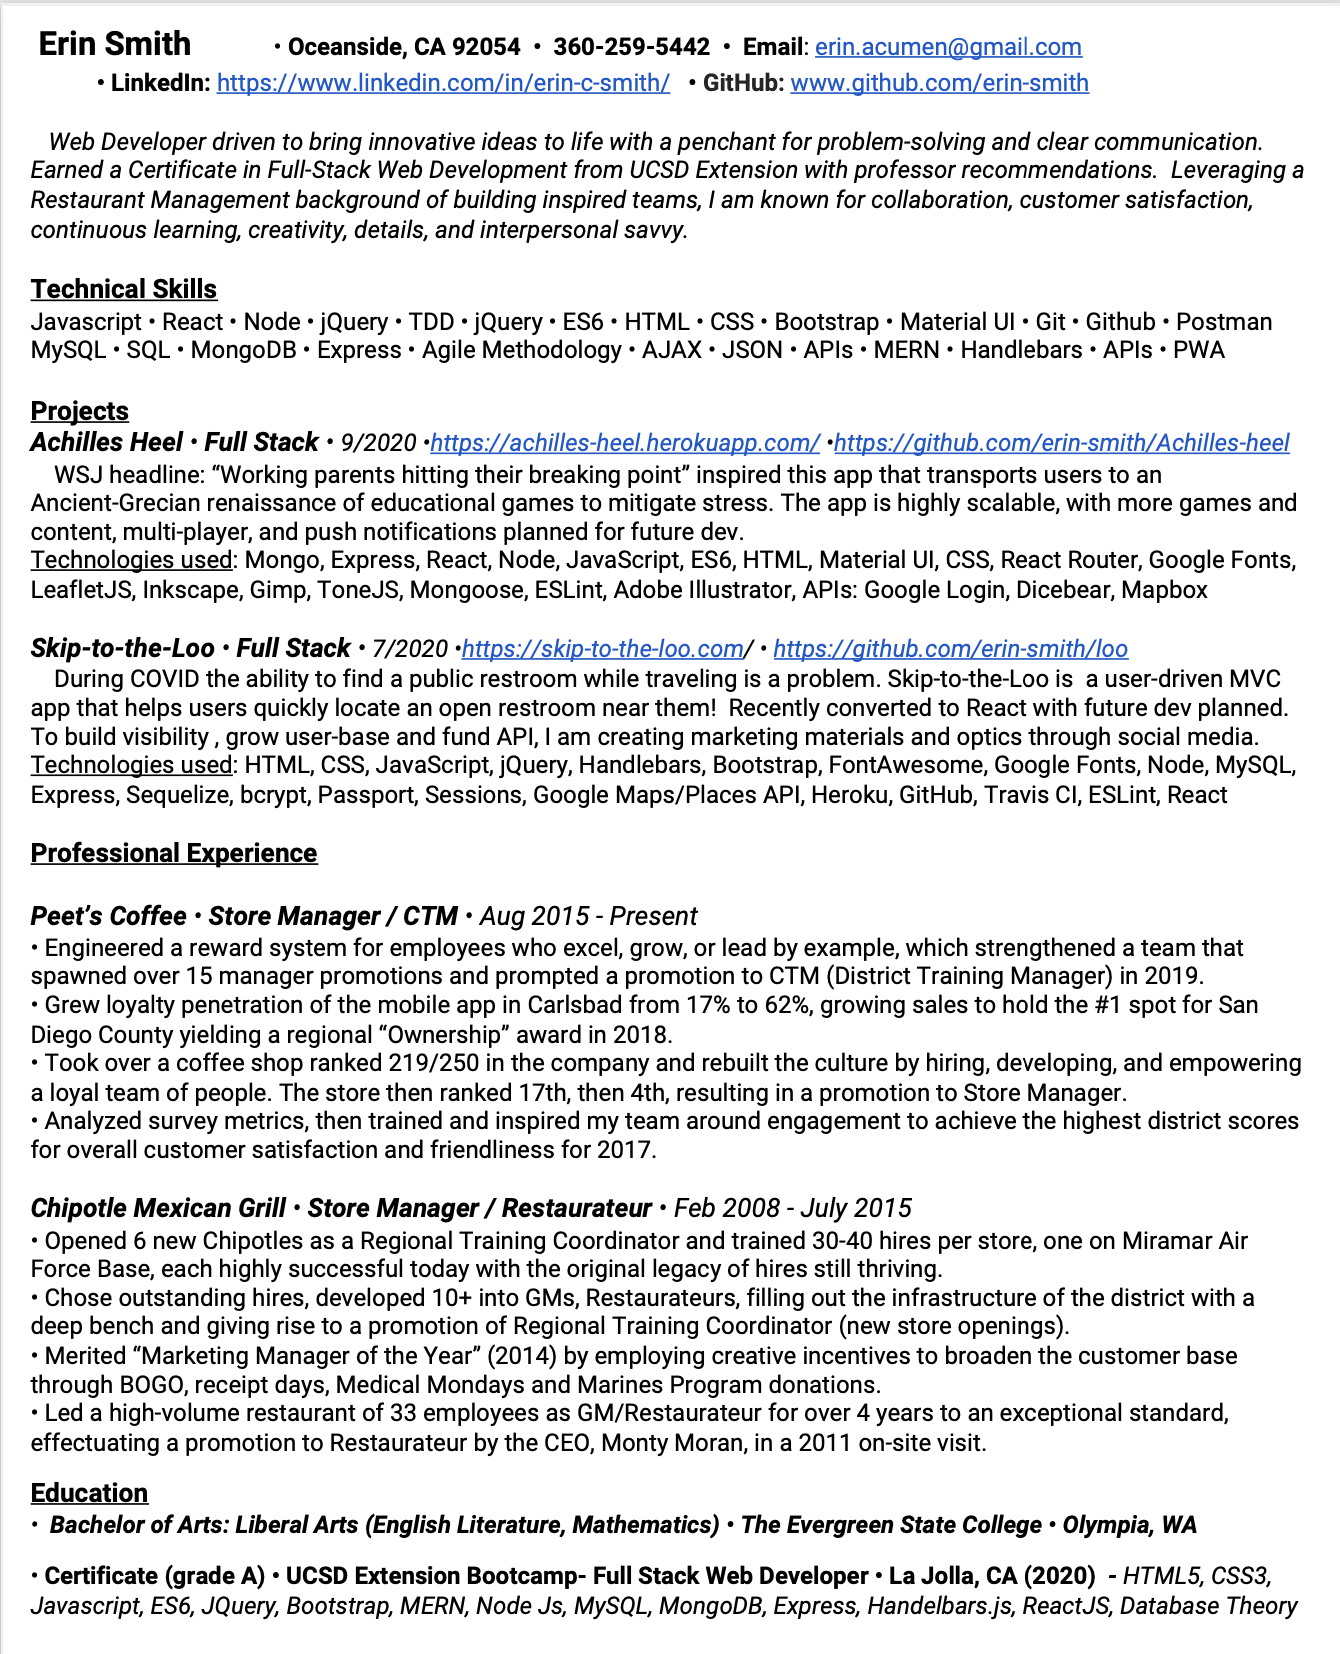 Erin Smith • Oceanside, CA 92054 • 360-259-5442 • Email: erin.acumen@gmail.com
• LinkedIn: https://www.linkedin.com/in/erin-c-smith/ • GitHub: www.github.com/erin-smith
Web Developer driven to bring innovative ideas to life with a penchant for problem-solving and clear communication.
Earned a Certificate in Full-Stack Web Development from UCSD Extension with professor recommendations. Leveraging a
Restaurant Management background of building inspired teams, I am known for collaboration, customer satisfaction,
continuous learning, creativity, details, and interpersonal savvy.
Technical Skills
Javascript • React • Node • jQuery • TDD • jQuery • ES6 • HTML • CSS • Bootstrap • Material UI • Git • Github • Postman
MySQL • SQL • MongoDB • Express • Agile Methodology • AJAX • JSON • APIs • MERN • Handlebars • APIs • PWA
Projects
Achilles Heel • Full Stack • 9/2020 •https://achilles-heel.herokuapp.com/ •https://github.com/erin-smith/Achilles-heel
WSJ headline: “Working parents hitting their breaking point” inspired this app that transports users to an
Ancient-Grecian renaissance of educational games to mitigate stress. The app is highly scalable, with more games and
content, multi-player, and push notifications planned for future dev.
Technologies used: Mongo, Express, React, Node, JavaScript, ES6, HTML, Material UI, CSS, React Router, Google Fonts,
LeafletJS, Inkscape, Gimp, ToneJS, Mongoose, ESLint, Adobe Illustrator, APIs: Google Login, Dicebear, Mapbox
Skip-to-the-Loo • Full Stack • 7/2020 •https://skip-to-the-loo.com/ • https://github.com/erin-smith/loo
During COVID the ability to find a public restroom while traveling is a problem. Skip-to-the-Loo is a user-driven MVC
app that helps users quickly locate an open restroom near them! Recently converted to React with future dev planned.
To build visibility , grow user-base and fund API, I am creating marketing materials and optics through social media.
Technologies used: HTML, CSS, JavaScript, jQuery, Handlebars, Bootstrap, FontAwesome, Google Fonts, Node, MySQL,
Express, Sequelize, bcrypt, Passport, Sessions, Google Maps/Places API, Heroku, GitHub, Travis CI, ESLint, React
Professional Experience
Peet’s Coffee • Store Manager / CTM • Aug 2015 - Present
• Engineered a reward system for employees who excel, grow, or lead by example, which strengthened a team that
spawned over 15 manager promotions and prompted a promotion to CTM (District Training Manager) in 2019.
• Grew loyalty penetration of the mobile app in Carlsbad from 17% to 62%, growing sales to hold the #1 spot for San
Diego County yielding a regional “Ownership” award in 2018.
• Took over a coffee shop ranked 219/250 in the company and rebuilt the culture by hiring, developing, and empowering
a loyal team of people. The store then ranked 17th, then 4th, resulting in a promotion to Store Manager.
• Analyzed survey metrics, then trained and inspired my team around engagement to achieve the highest district scores
for overall customer satisfaction and friendliness for 2017.
Chipotle Mexican Grill • Store Manager / Restaurateur • Feb 2008 - July 2015
• Opened 6 new Chipotles as a Regional Training Coordinator and trained 30-40 hires per store, one on Miramar Air
Force Base, each highly successful today with the original legacy of hires still thriving.
• Chose outstanding hires, developed 10+ into GMs, Restaurateurs, filling out the infrastructure of the district with a
deep bench and giving rise to a promotion of Regional Training Coordinator (new store openings).
• Merited “Marketing Manager of the Year” (2014) by employing creative incentives to broaden the customer base
through BOGO, receipt days, Medical Mondays and Marines Program donations.
• Led a high-volume restaurant of 33 employees as GM/Restaurateur for over 4 years to an exceptional standard,
effectuating a promotion to Restaurateur by the CEO, Monty Moran, in a 2011 on-site visit.
Education
• Bachelor of Arts: Liberal Arts (English Literature, Mathematics) • The Evergreen State College • Olympia, WA
• Certificate (grade A) • UCSD Extension Bootcamp- Full Stack Web Developer • La Jolla, CA (2020) - HTML5, CSS3,
Javascript, ES6, JQuery, Bootstrap, MERN, Node Js, MySQL, MongoDB, Express, Handelbars.js, ReactJS, Database Theory